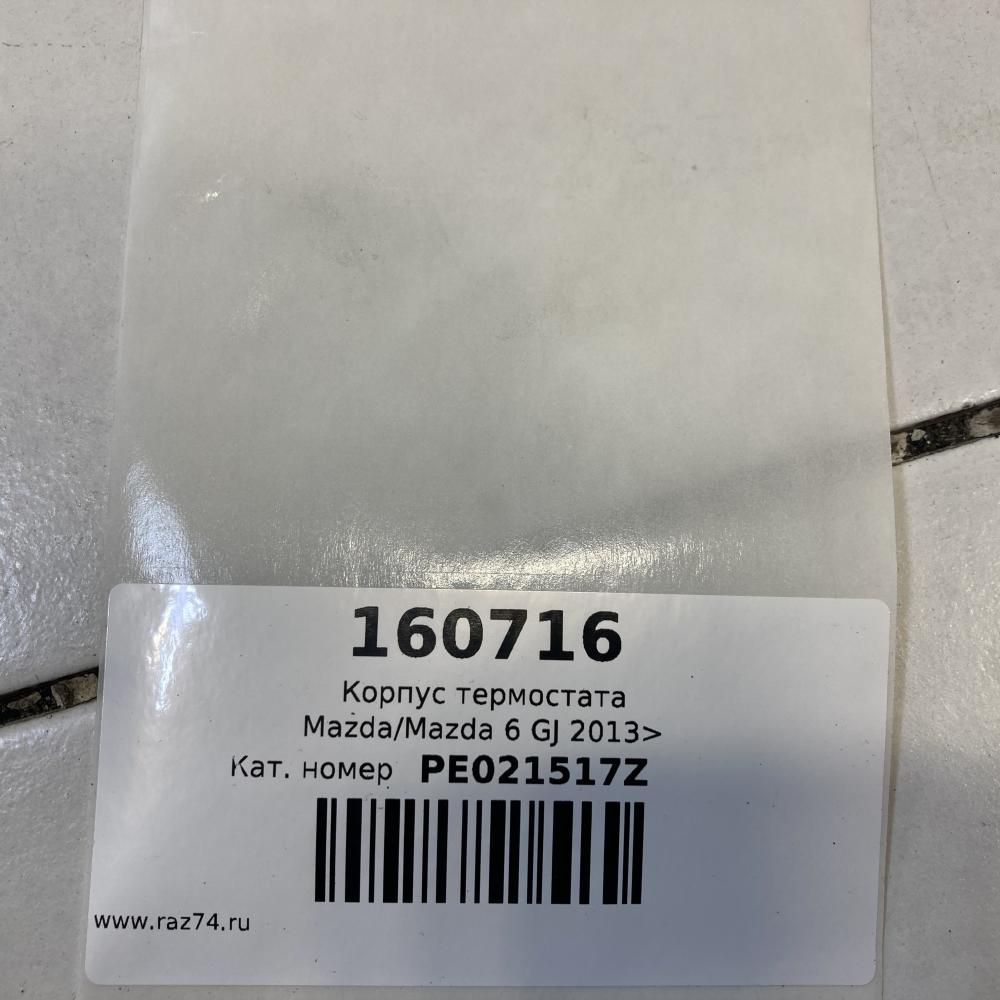 160716
Корпус термостата
Mazda/Mazda 6 GJ 2013>
Кат. номер PE021517Z
www.raz74.ru